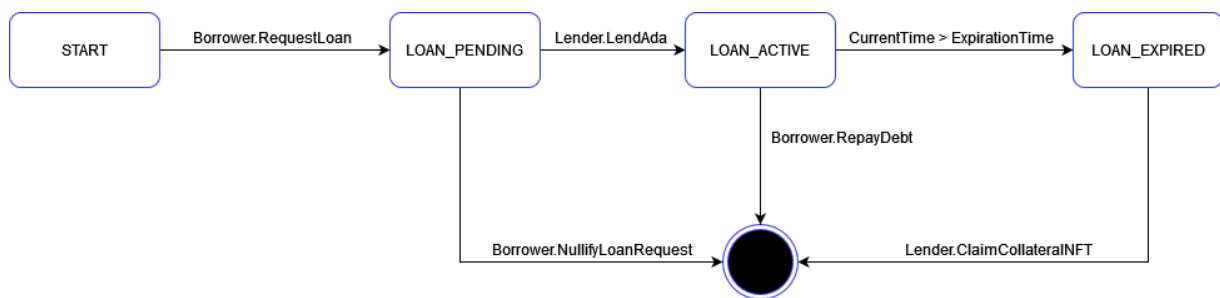 Borrower.RequestLoan
Lender.LendAda
CurrentTime > ExpirationTime
START
LOAN_PENDING
LOAN_ACTIVE
LOAN_EXPIRED
Borrower.RepayDebt
Borrower.NullifyLoanRequest
Lender.ClaimCollateralNFT